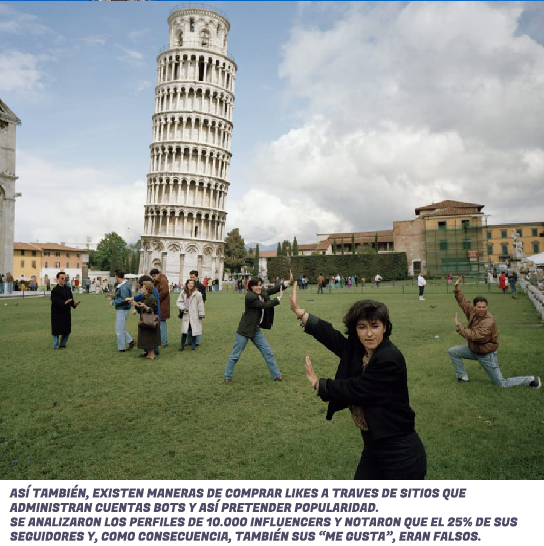 ASÍ TAMBIÉN, EXISTEN MANERAS DE COMPRAR LIKES A TRAVES DE SITIOS QUE
ADMINISTRAN CUENTAS BOTS Y ASÍ PRETENDER POPULARIDAD.
SE ANALIZARON LOS PERFILES DE 10.000 INFLUENCERS Y NOTARON QUE EL 25% DE SUS
SEGUIDORES Y, COMO CONSECUENCIA, TAMBIÉN SUS “ME GUSTA”, ERAN FALSOS.